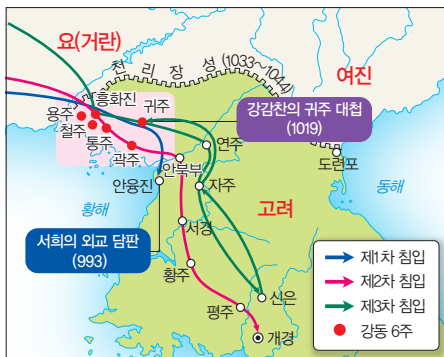 요(거란)
천리장성(1033~1044)
여진
흥화진
귀주
용주
철주
통주
곽주
강감찬의 귀주 대첩
(1019)
연주
안북부
도련포
안융진
자주
동해
황해
고려
서경
서희의 외교 담판
(993)
황주
신은
평주
개경
제1차 침입
제2차 침입
제3차 침입
강동 6주